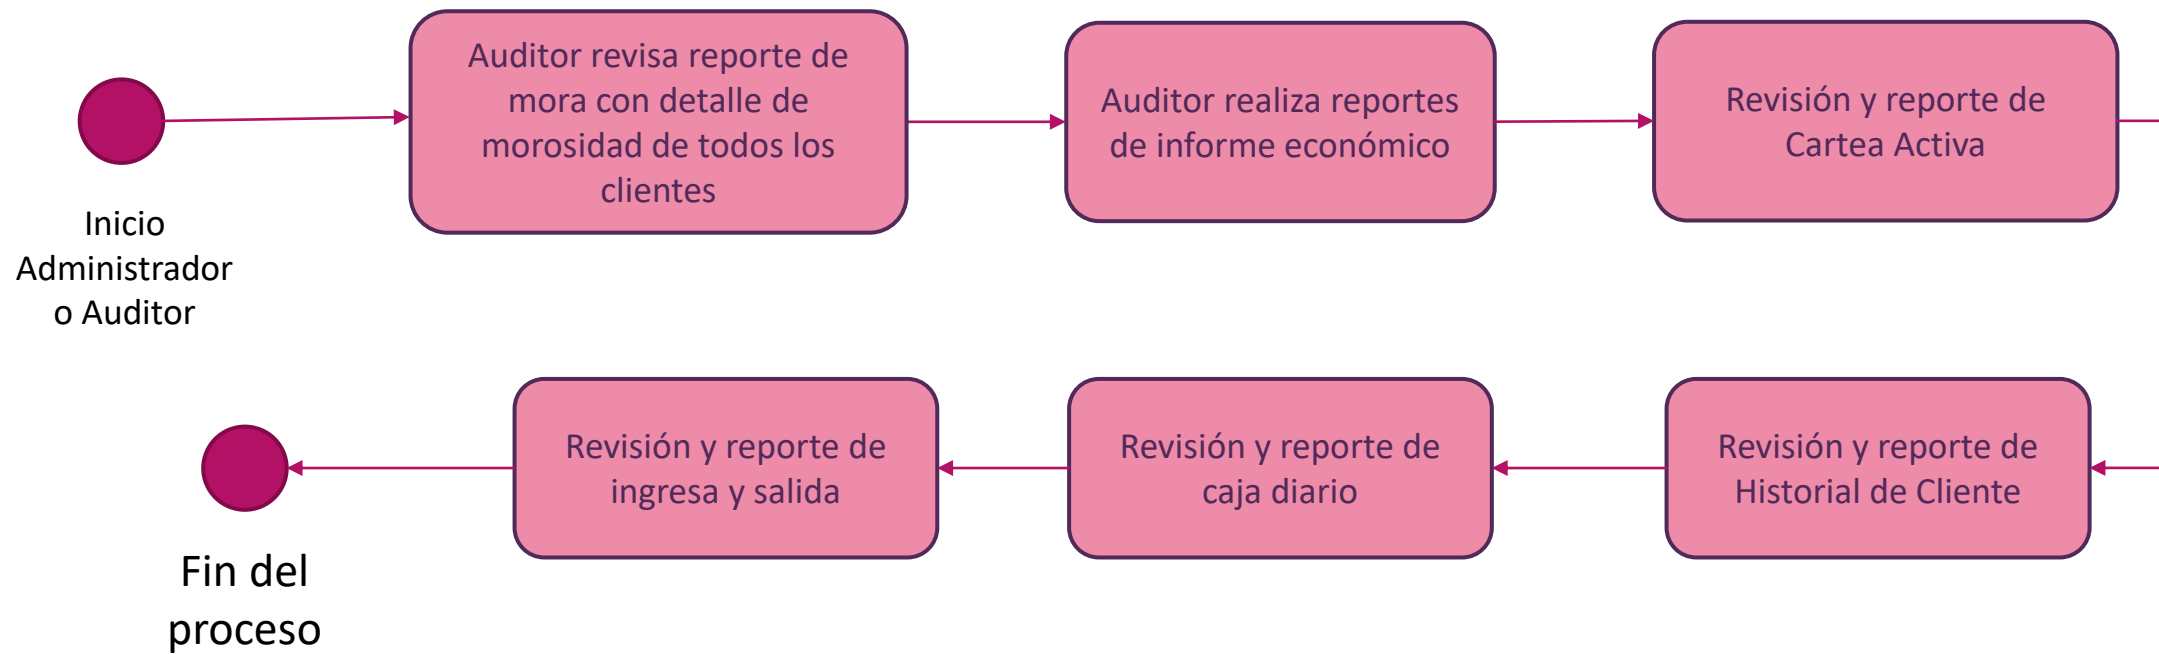 Inicio
Administrador
o Auditor
Auditor revisa reporte de
mora con detalle de
morosidad de todos los
clientes
Auditor realiza reportes
de informe económico
Revisión y reporte de
Cartea Activa
Revisión y reporte de
Historial de Cliente
Revisión y reporte de
caja diario
Revisión y reporte de
ingresa y salida
Fin del
proceso